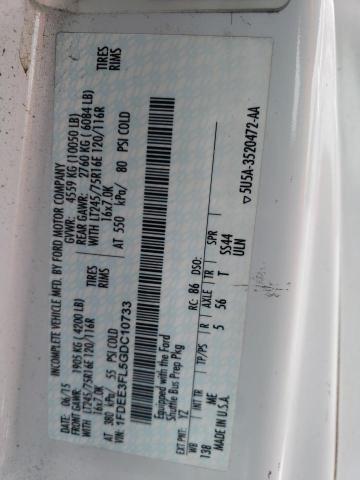 INCOMPLETE VEHICLE MFD. BY FORD MOTOR COMPANY
DATE: 06/15 GVWR: 4559 KG (10050 LB)
FRONT GAWR: 1905 KG (4200 LB) REAR GAWR: 2760 KG (6084 LB)
WITH LT245/75R16E 120/116R TIRES WITH LT245/75R16E 120/116R TIRES
16x7.0K RIMS 16x7.0K RIMS
AT 380 kPa/ 55 PSI COLD AT 550 kPa/ 80 PSI COLD
VIN: 1FDEE3FL5GDC10733
Equipped with the Ford
Shuttle Bus Prep Pkg
EXT PNT: YZ RC: 86 DSO:
WB INT TR TP/PS R AXLE TR SPR
138 5 56 T SS44
MADE IN U.S.A. ULN
▽5U5A-3520472-AA